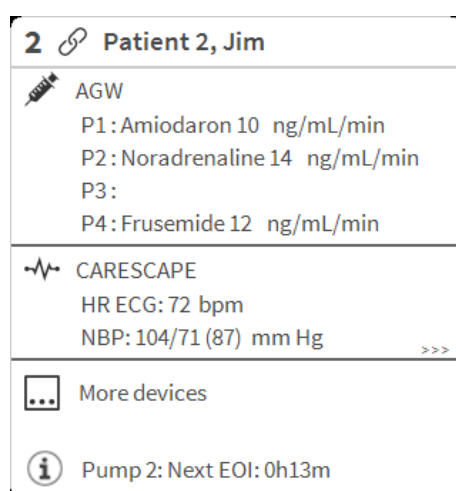 2 Patient 2, Jim
AGW
P1: Amiodaron 10 ng/mL/min
P2: Noradrenaline 14 ng/mL/min
P3:
P4: Frusemide 12 ng/mL/min
CARESCAPE
HR ECG: 72 bpm
NBP: 104/71 (87) mm Hg >>>
More devices
Pump 2: Next EOI: 0h13m